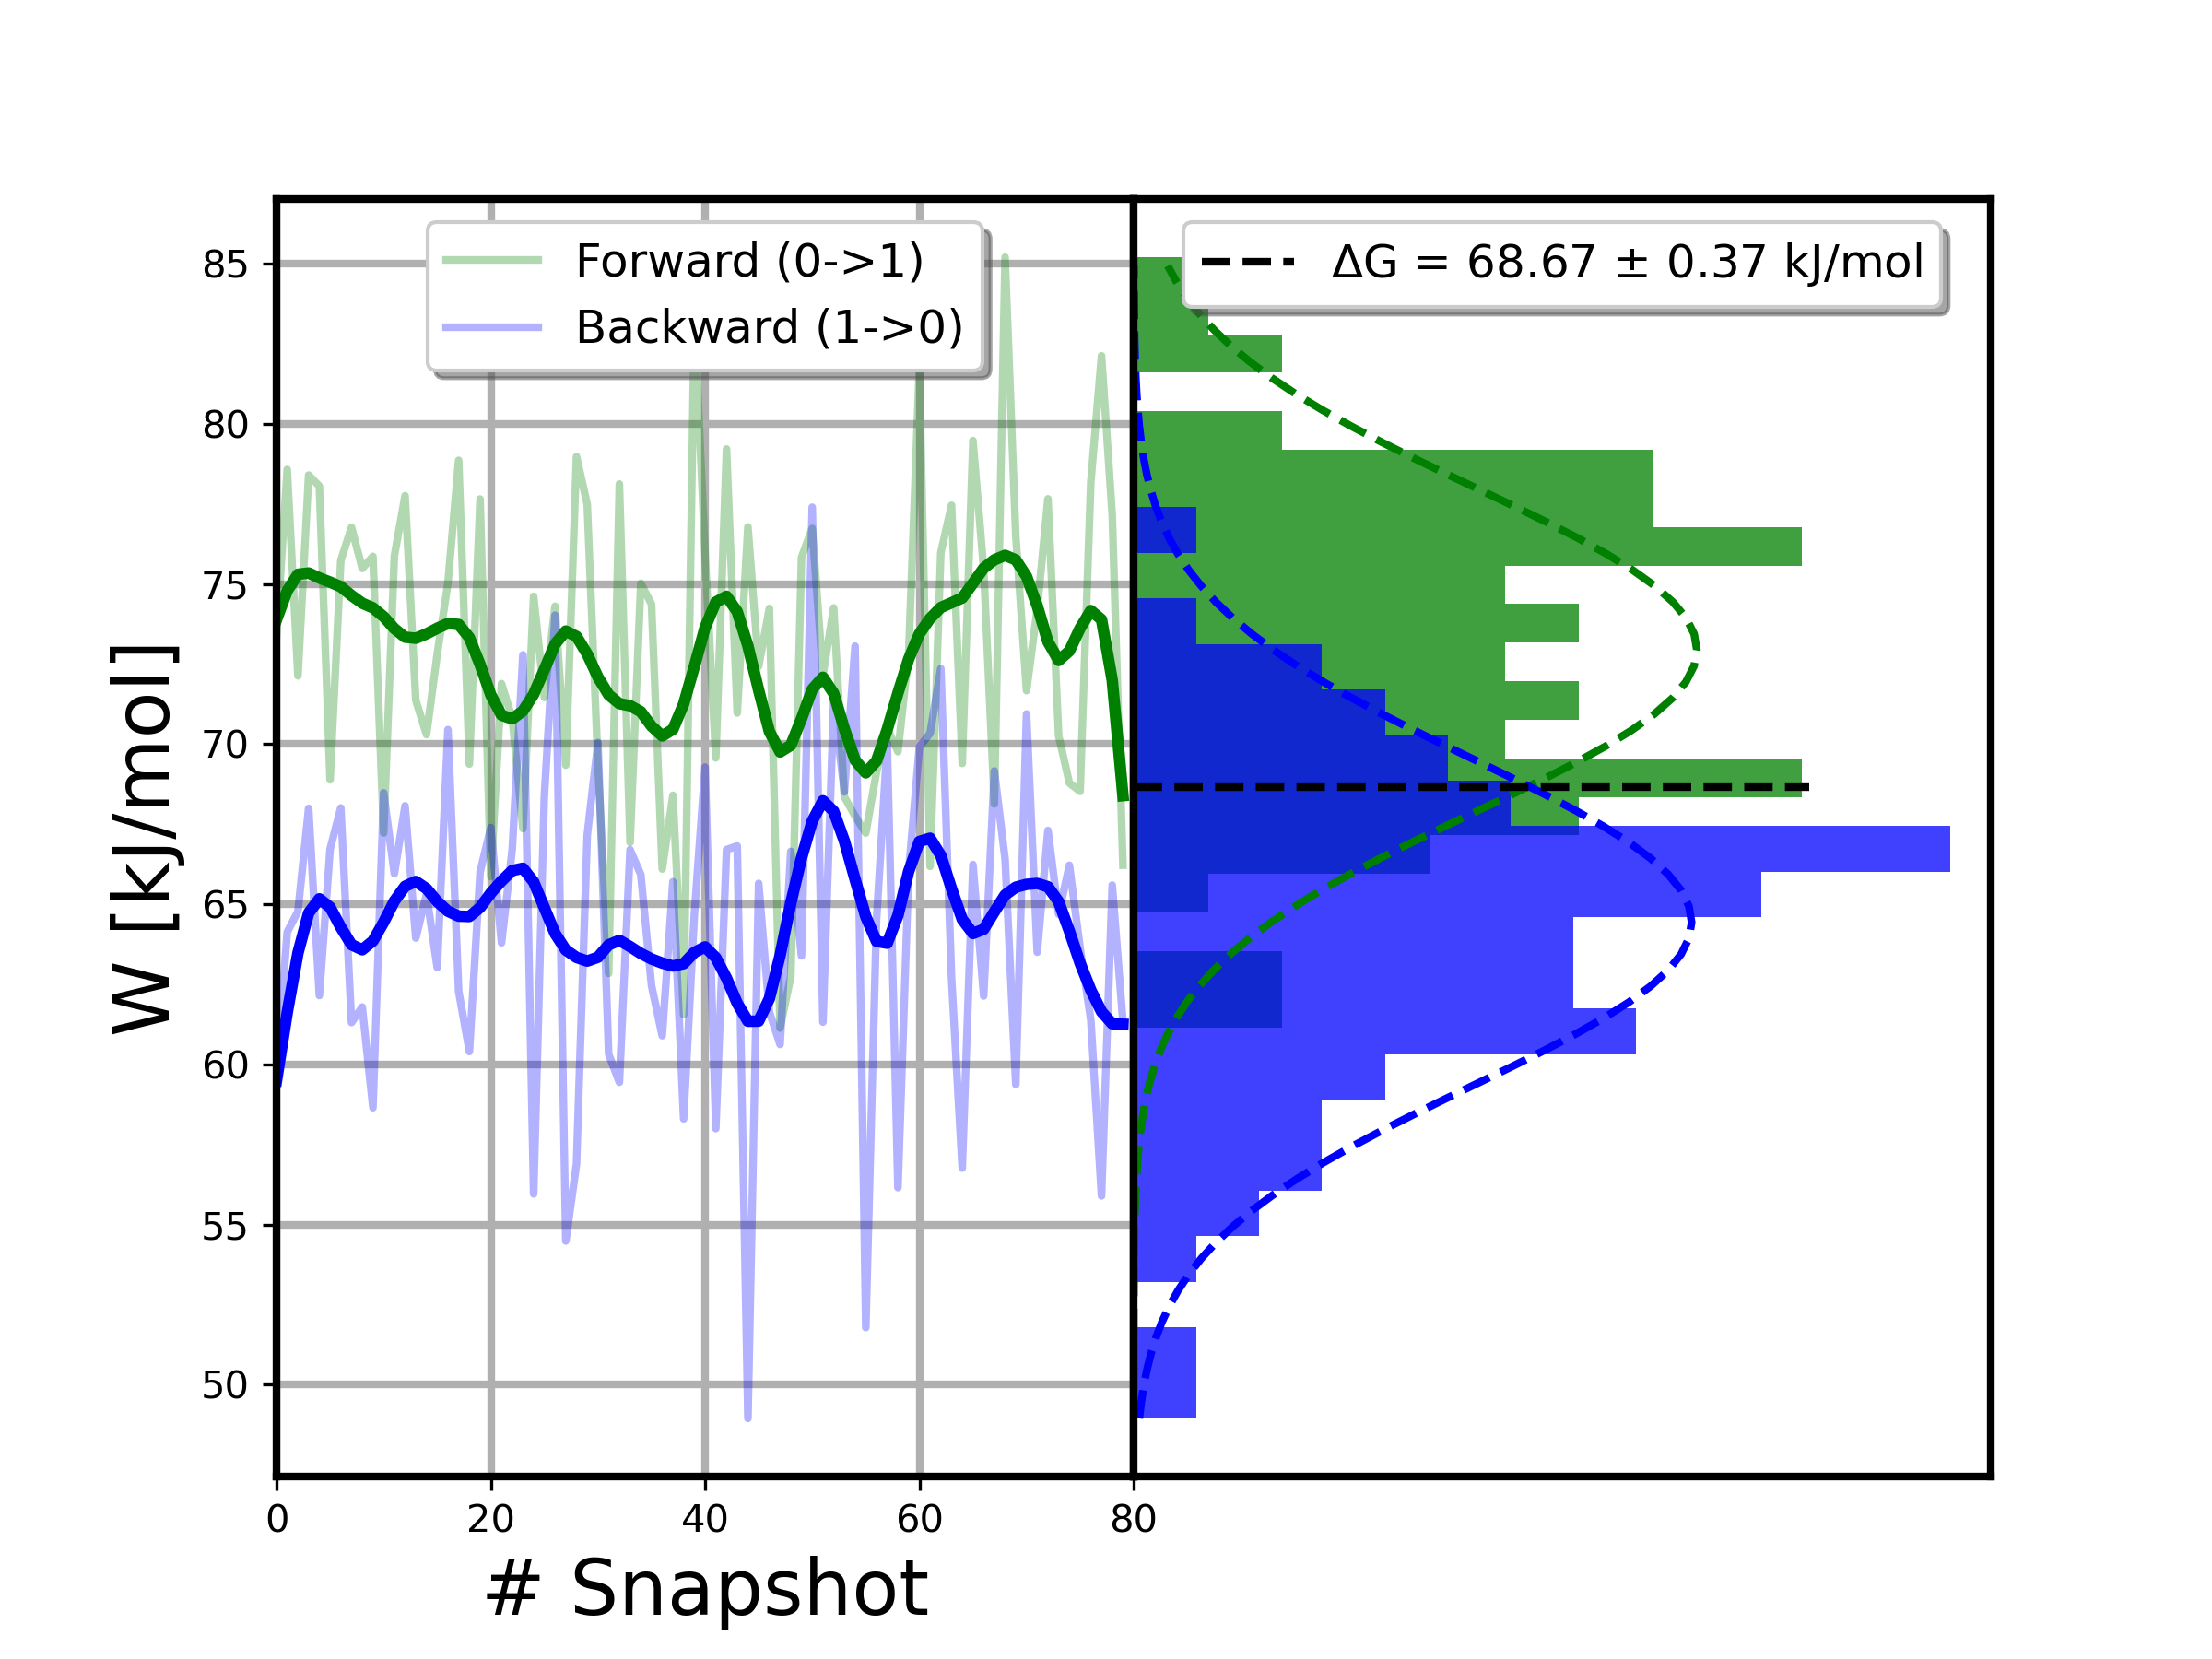 Forward (0->1)
Backward (1->0)
ΔG = 68.67 ± 0.37 kJ/mol
W [kJ/mol]
85
80
75
70
65
60
55
50
0 20 40 60 80
# Snapshot